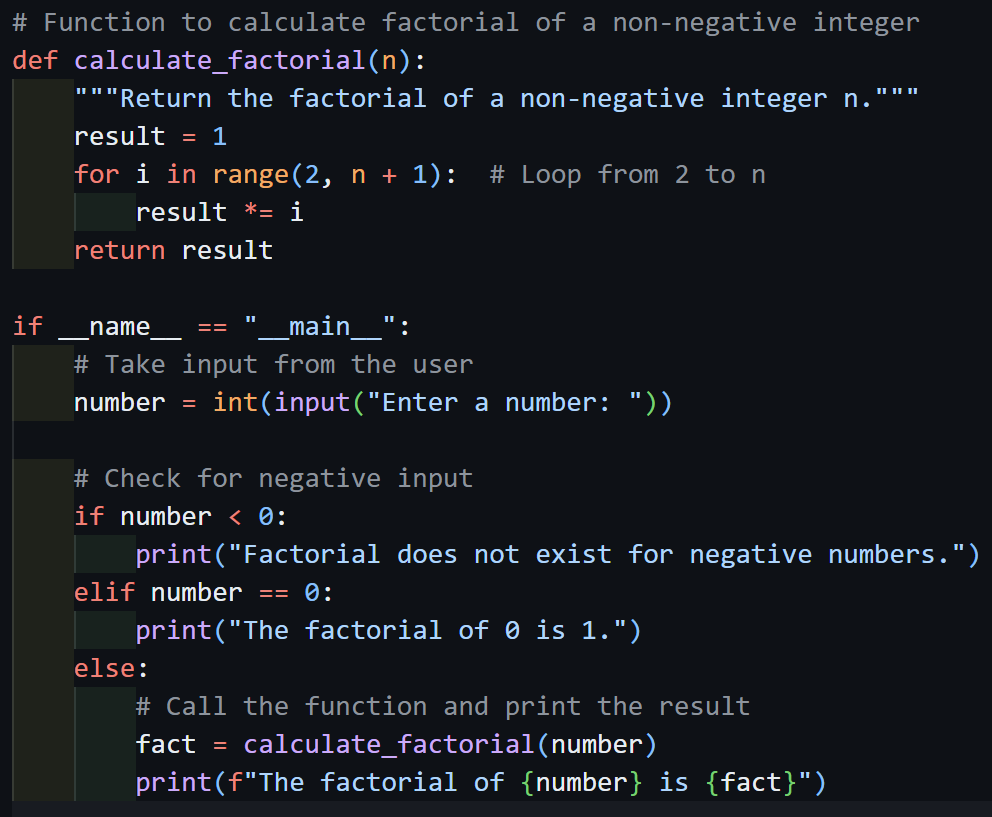 # Function to calculate factorial of a non-negative integer
def calculate_factorial(n):
    """Return the factorial of a non-negative integer n."""
    result = 1
    for i in range(2, n + 1):  # Loop from 2 to n
        result *= i
    return result

if __name__ == "__main__":
    # Take input from the user
    number = int(input("Enter a number: "))

    # Check for negative input
    if number < 0:
        print("Factorial does not exist for negative numbers.")
    elif number == 0:
        print("The factorial of 0 is 1.")
    else:
        # Call the function and print the result
        fact = calculate_factorial(number)
        print(f"The factorial of {number} is {fact}")